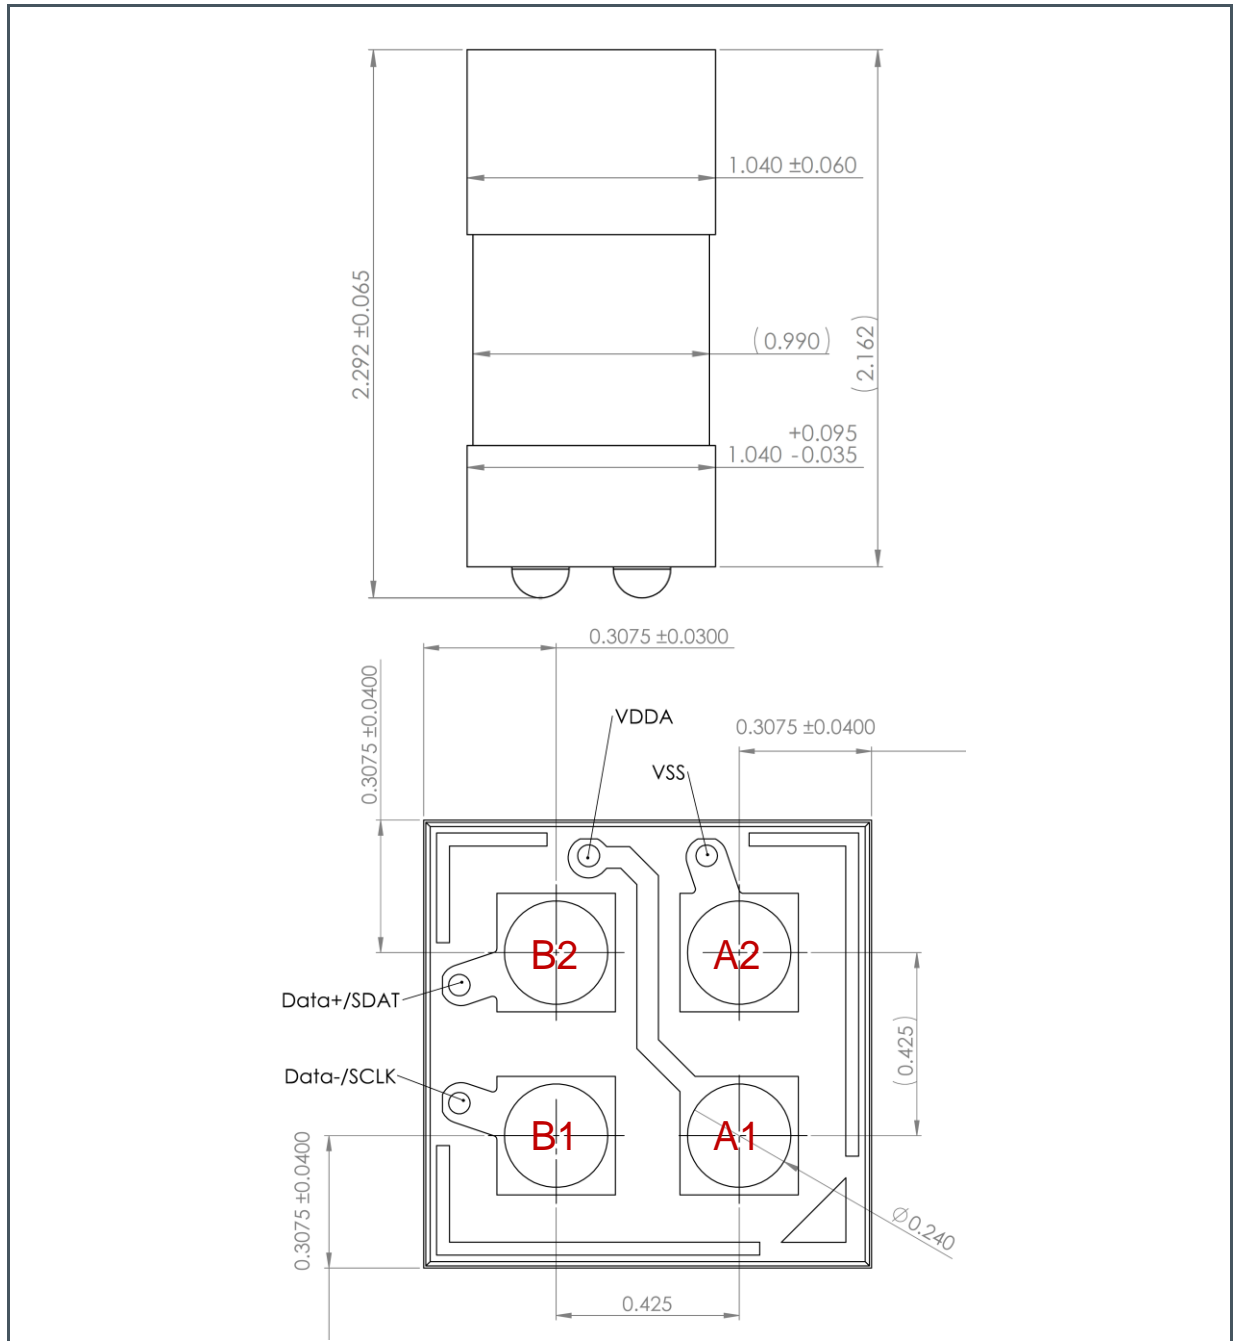 1.040 ±0.060
2.292 ±0.065
(0.990)
(2.162)
+0.095
1.040 -0.035
0.3075 ±0.0300
0.3075 ±0.0400
VDDA
0.3075 ±0.0400
VSS
B2
A2
Data+/SDAT
(0.425)
Data-/SCLK
B1
A1
0.3075 ±0.0400
Ø0.240
0.425